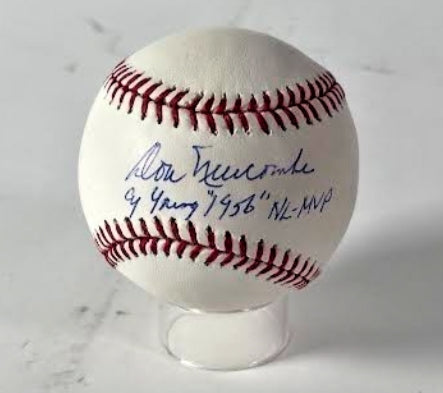 Don Newcombe
Cy Young "1956" NL-MVP